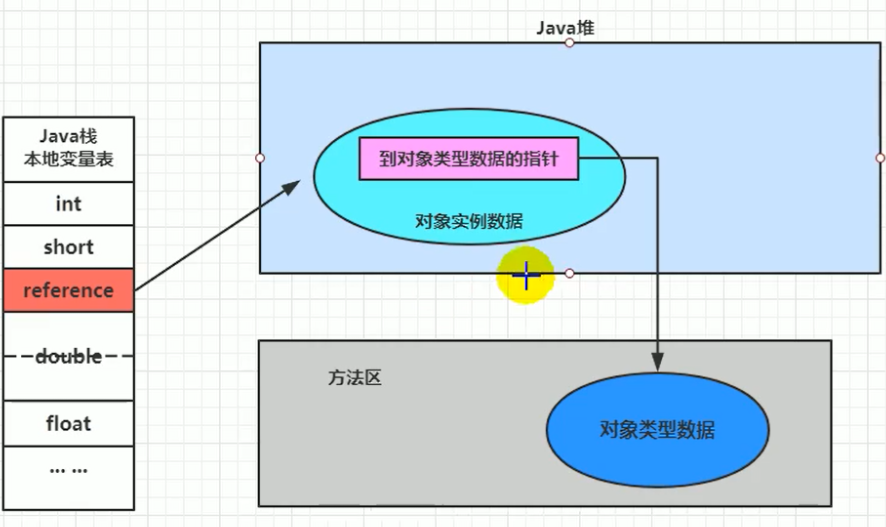 Java堆
Java栈
本地变量表
int
short
reference
double
float
... ...
到对象类型数据的指针
对象实例数据
方法区
对象类型数据